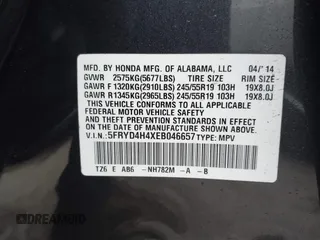 MFD. BY HONDA MFG. OF ALABAMA, LLC 04/'14
GVWR 2575KG(5677LBS) TIRE SIZE RIM SIZE
GAWR F 1320KG(2910LBS) 245/55R19 103H 19X8.0J
GAWR R 1345KG(2965LBS) 245/55R19 103H 19X8.0J
THIS VEHICLE CONFORMS TO ALL APPLICABLE
FEDERAL MOTOR VEHICLE SAFETY AND THEFT
PREVENTION STANDARDS IN EFFECT ON THE DATE
OF MANUFACTURE SHOWN ABOVE.
V.I.N.:5FRYD4H4XEB046657 TYPE: MPV
TZ6 E AB6 -NH782M -A -B